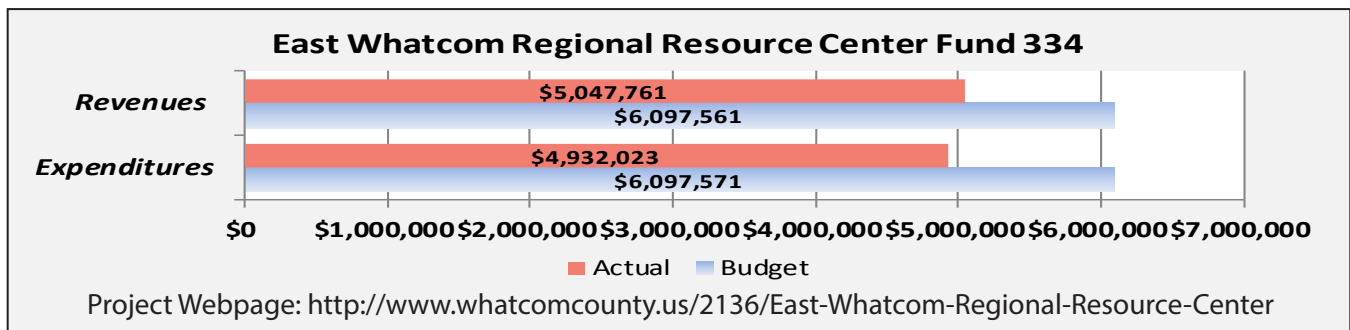 East Whatcom Regional Resource Center Fund 334
Revenues
$5,047,761
$6,097,561
Expenditures
$4,932,023
$6,097,571
$0 $1,000,000 $2,000,000 $3,000,000 $4,000,000 $5,000,000 $6,000,000 $7,000,000
Actual Budget
Project Webpage: http://www.whatcomcounty.us/2136/East-Whatcom-Regional-Resource-Center